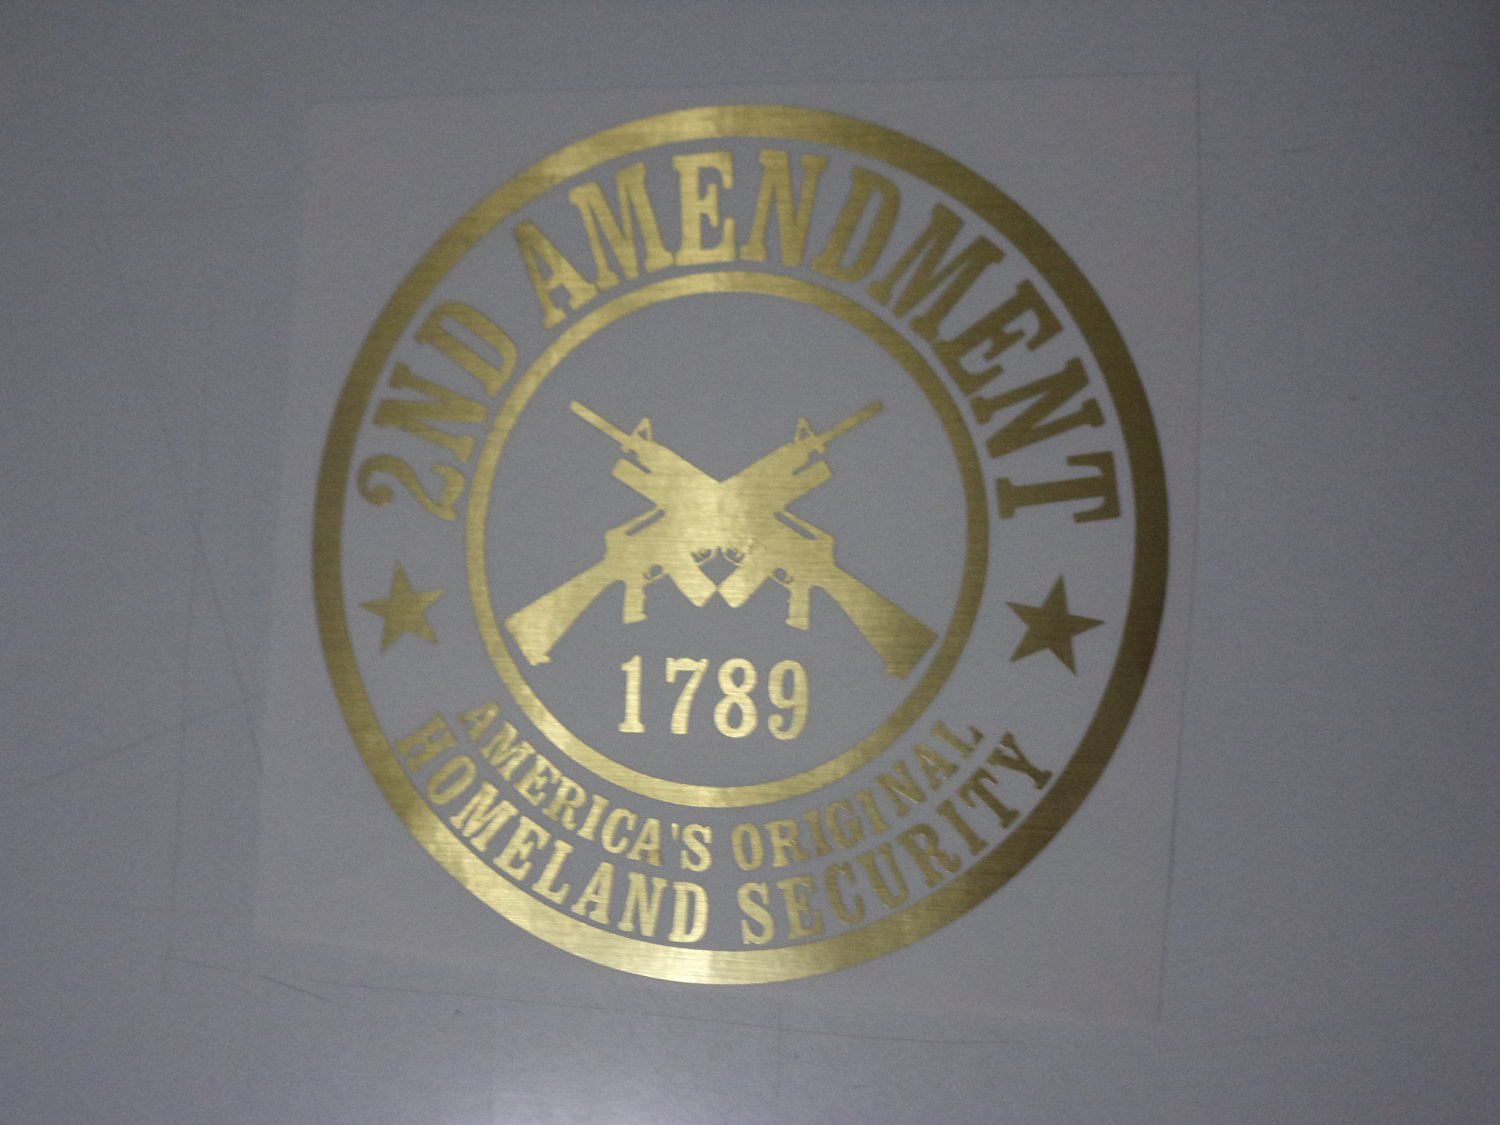 2ND AMENDMENT
1789
AMERICA'S ORIGINAL
HOMELAND SECURITY